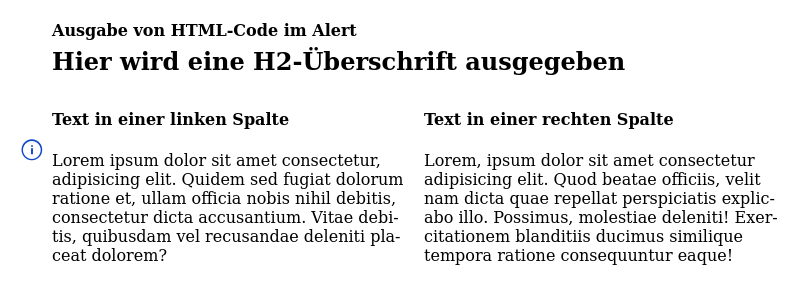 Ausgabe von HTML-Code im Alert
Hier wird eine H2-Überschrift ausgegeben
Text in einer linken Spalte
Lorem ipsum dolor sit amet consectetur,
adipisicing elit. Quidem sed fugiat dolorum
ratione et, ullam officia nobis nihil debitis,
consectetur dicta accusantium. Vitae debi-
tis, quibusdam vel recusandae deleniti pla-
ceat dolorem?
Text in einer rechten Spalte
Lorem, ipsum dolor sit amet consectetur
adipisicing elit. Quod beatae officiis, velit
nam dicta quae repellat perspiciatis explic-
abo illo. Possimus, molestiae deleniti! Exer-
citationem blanditiis ducimus similique
tempora ratione consequuntur eaque!